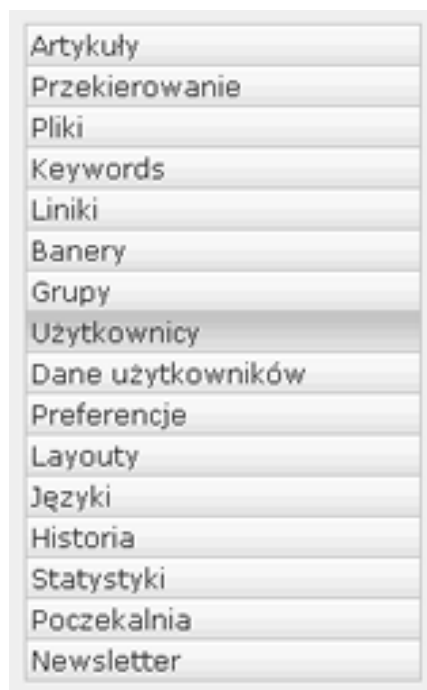 Artykuły
Przekierowanie
Pliki
Keywords
Liniki
Banery
Grupy
Użytkownicy
Dane użytkowników
Preferencje
Layouty
Języki
Historia
Statystyki
Poczekalnia
Newsletter